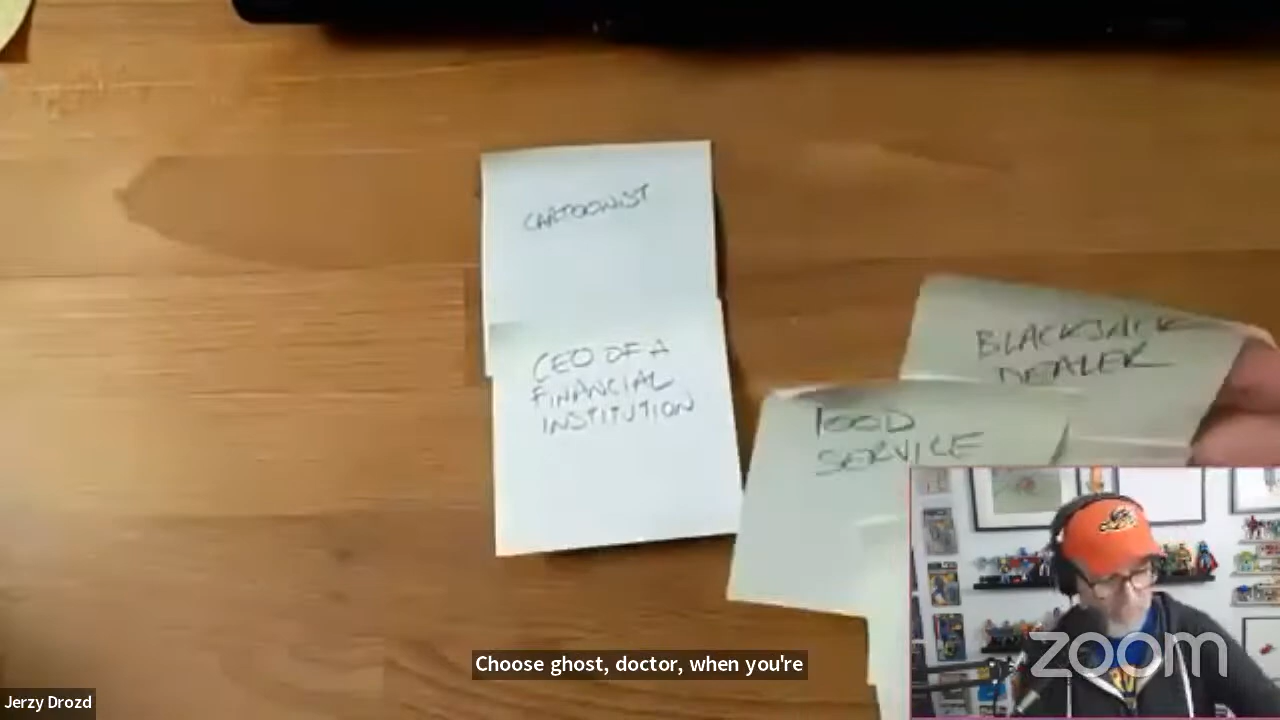 CARTOONIST
CEO OF A
FINANCIAL
INSTITUTION
BLACKJACK
DEALER
FOOD
SERVICE
Choose ghost, doctor, when you're
Jerzy Drozd
zoom